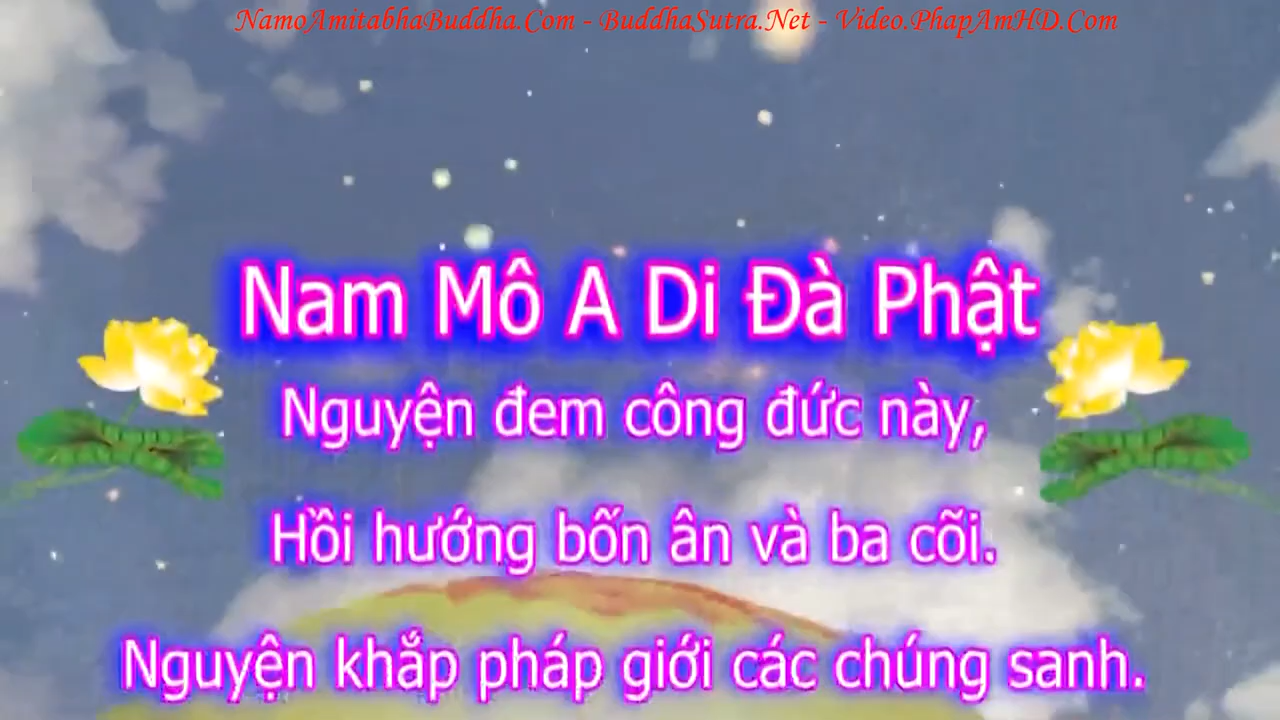 NamoAmitabhaBuddha.Com - BuddhaSutra.Net - Video.PhapAmHD.Com
Nam Mô A Di Đà Phật
Nguyện đem công đức này,
Hồi hướng bốn ân và ba cõi.
Nguyện khắp pháp giới các chúng sanh.